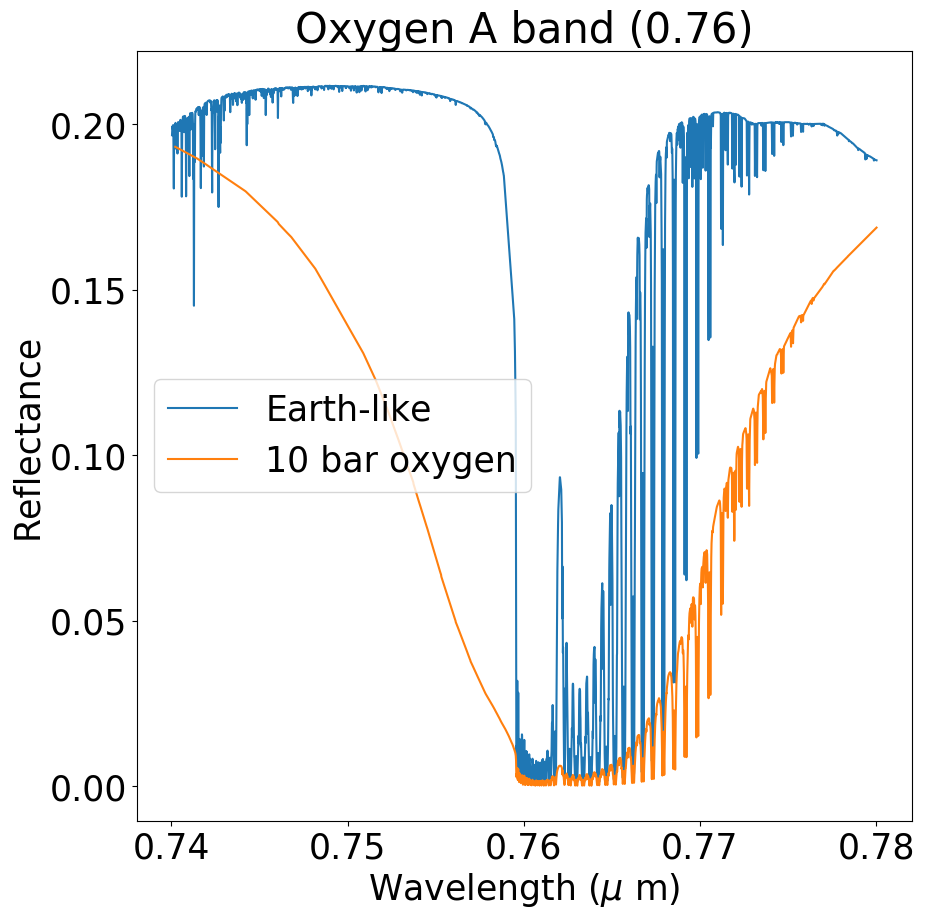 Oxygen A band (0.76)
Reflectance
0.20
0.15
0.10
0.05
0.00
Earth-like
10 bar oxygen
0.74 0.75 0.76 0.77 0.78
Wavelength (μ m)